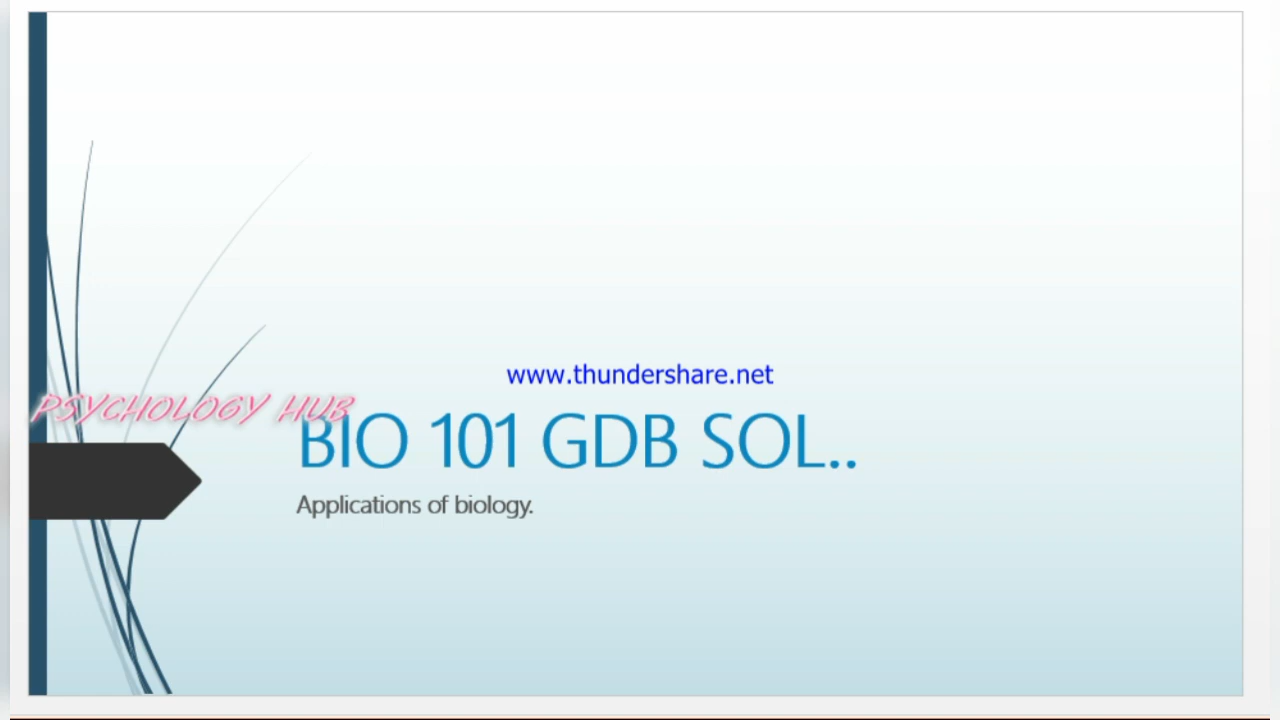 www.thundershare.net
PSYCHOLOGY HUB
BIO 101 GDB SOL..
Applications of biology.